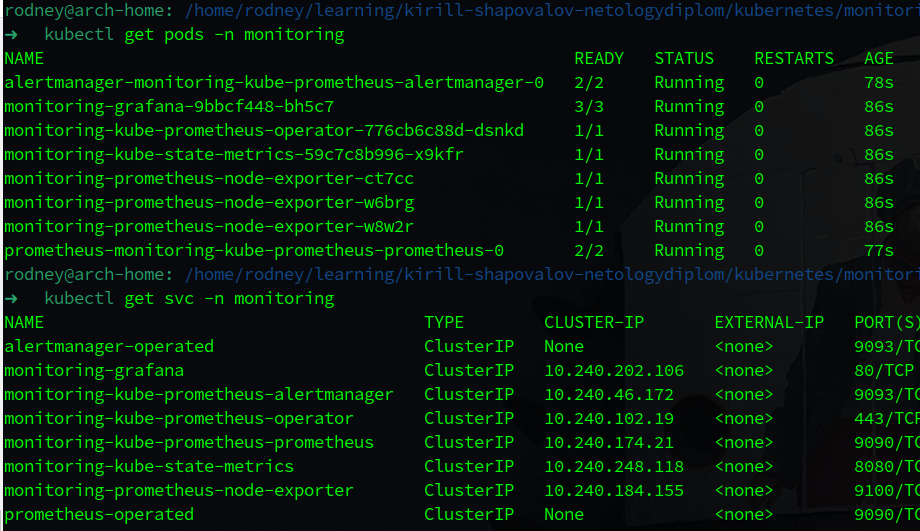 rodney@arch-home: /home/rodney/learning/kirill-shapovalov-netologydiplom/kubernetes/monitori
➜ kubectl get pods -n monitoring
NAME READY STATUS RESTARTS AGE
alertmanager-monitoring-kube-prometheus-alertmanager-0 2/2 Running 0 78s
monitoring-grafana-9bbcf448-bh5c7 3/3 Running 0 86s
monitoring-kube-prometheus-operator-776cb6c88d-dsnkd 1/1 Running 0 86s
monitoring-kube-state-metrics-59c7c8b996-x9kfr 1/1 Running 0 86s
monitoring-prometheus-node-exporter-ct7cc 1/1 Running 0 86s
monitoring-prometheus-node-exporter-w6brg 1/1 Running 0 86s
monitoring-prometheus-node-exporter-w8w2r 1/1 Running 0 86s
prometheus-monitoring-kube-prometheus-prometheus-0 2/2 Running 0 77s
rodney@arch-home: /home/rodney/learning/kirill-shapovalov-netologydiplom/kubernetes/monitori
➜ kubectl get svc -n monitoring
NAME TYPE CLUSTER-IP EXTERNAL-IP PORT(S)
alertmanager-operated ClusterIP None <none> 9093/TC
monitoring-grafana ClusterIP 10.240.202.106 <none> 80/TCP
monitoring-kube-prometheus-alertmanager ClusterIP 10.240.46.172 <none> 9093/TC
monitoring-kube-prometheus-operator ClusterIP 10.240.102.19 <none> 443/TCP
monitoring-kube-prometheus-prometheus ClusterIP 10.240.174.21 <none> 9090/TC
monitoring-kube-state-metrics ClusterIP 10.240.248.118 <none> 8080/TC
monitoring-prometheus-node-exporter ClusterIP 10.240.184.155 <none> 9100/TC
prometheus-operated ClusterIP None <none> 9090/TC